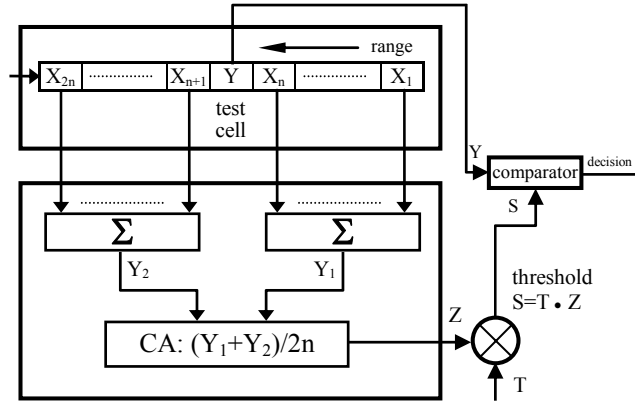 range
X2n ................ Xn+1 Y Xn ................ X1
test
cell
Y
comparator
decision
S
..................... .....................
Σ Σ
Y2 Y1
threshold
S=T • Z
Z
CA: (Y1+Y2)/2n
T